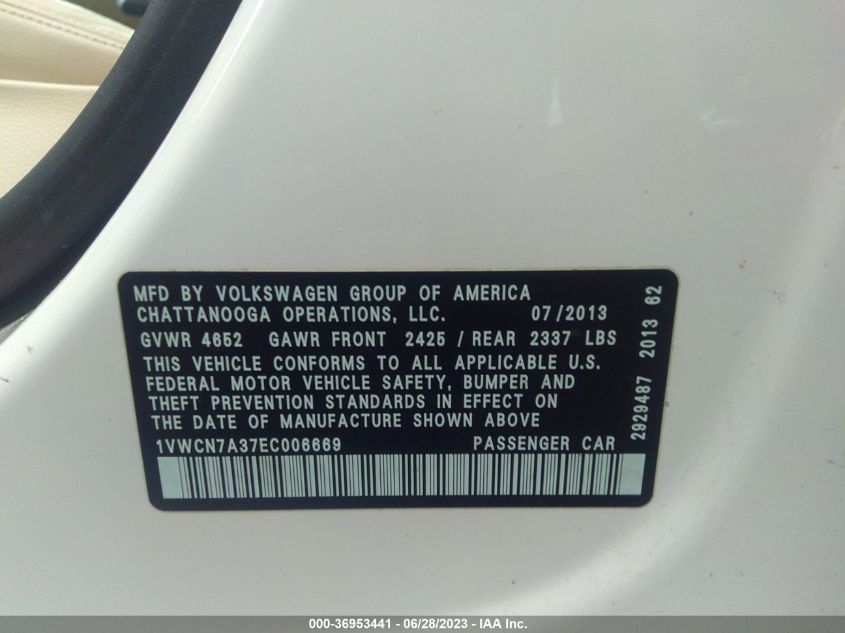 MFD BY VOLKSWAGEN GROUP OF AMERICA
CHATTANOOGA OPERATIONS, LLC. 07/2013
GVWR 4652 GAWR FRONT 2425 / REAR 2337 LBS
THIS VEHICLE CONFORMS TO ALL APPLICABLE U.S.
FEDERAL MOTOR VEHICLE SAFETY, BUMPER AND
THEFT PREVENTION STANDARDS IN EFFECT ON
THE DATE OF MANUFACTURE SHOWN ABOVE
1VWCN7A37EC006669 PASSENGER CAR
2929487 2013 62
000-36953441 - 06/28/2023 - IAA Inc.